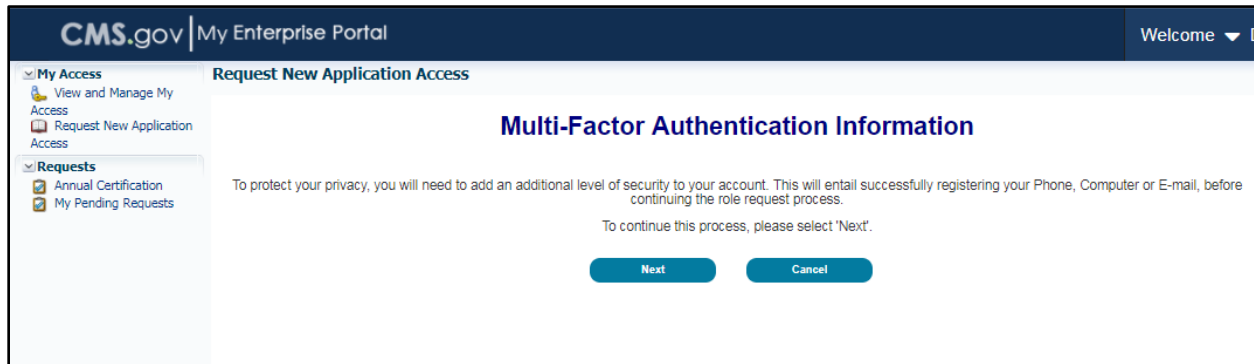 CMS.gov My Enterprise Portal
Welcome
My Access
View and Manage My
Access
Request New Application
Access
Requests
Annual Certification
My Pending Requests
Request New Application Access
Multi-Factor Authentication Information
To protect your privacy, you will need to add an additional level of security to your account. This will entail successfully registering your Phone, Computer or E-mail, before
continuing the role request process.
To continue this process, please select 'Next'.
Next
Cancel